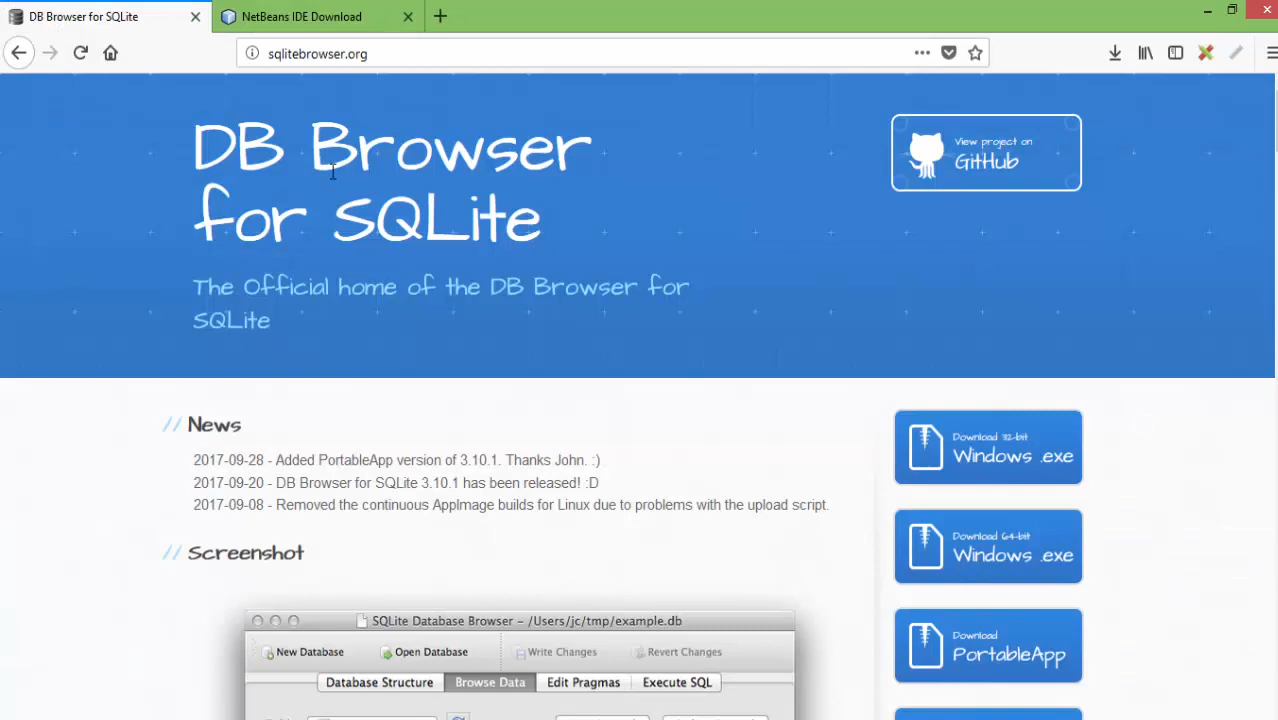 DB Browser for SQLite
NetBeans IDE Download
sqlitebrowser.org
DB Browser
for SQLite
The Official home of the DB Browser for
SQLite
View project on
GitHub
// News
2017-09-28 - Added PortableApp version of 3.10.1. Thanks John. :)
2017-09-20 - DB Browser for SQLite 3.10.1 has been released! :D
2017-09-08 - Removed the continuous AppImage builds for Linux due to problems with the upload script.
// Screenshot
Download 32-bit
Windows .exe
Download 64-bit
Windows .exe
Download
PortableApp
SQLite Database Browser - /Users/jc/tmp/example.db
New Database Open Database Write Changes Revert Changes
Database Structure Browse Data Edit Pragmas Execute SQL